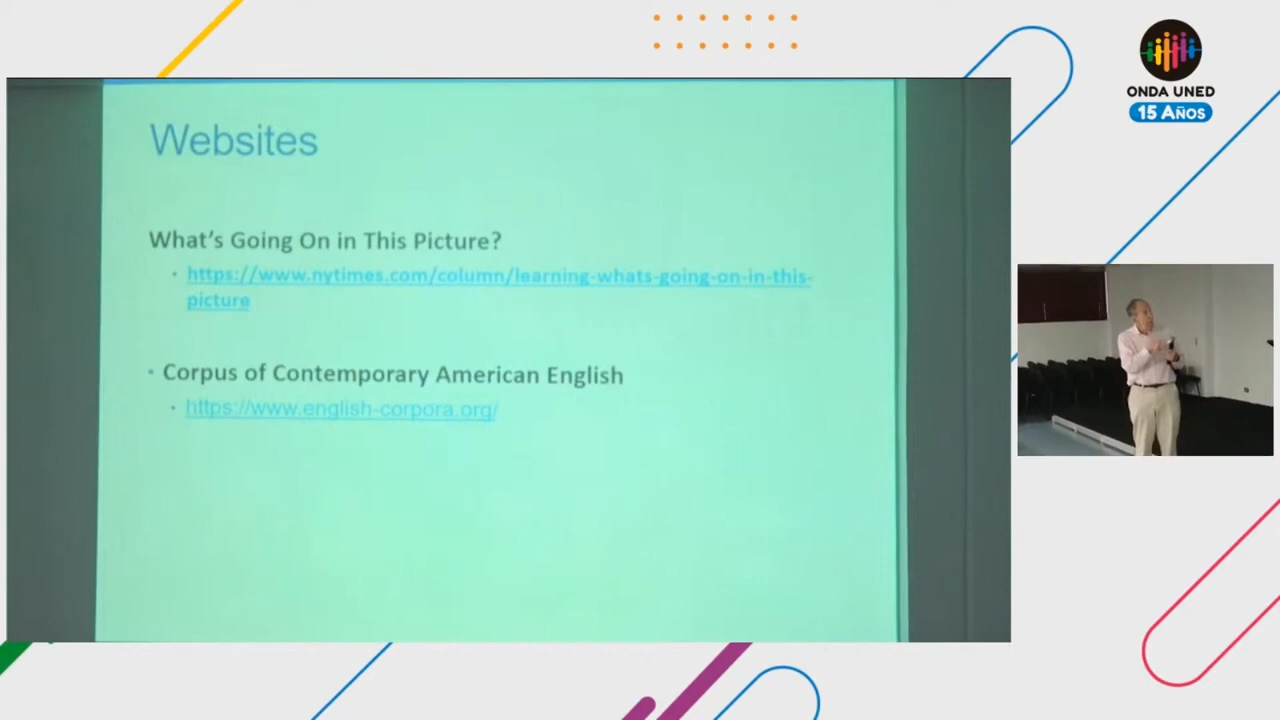 ONDA UNED
15 AÑOS
Websites
What's Going On in This Picture?
• https://www.nytimes.com/column/learning-whats-going-on-in-this-
picture
• Corpus of Contemporary American English
• https://www.english-corpora.org/